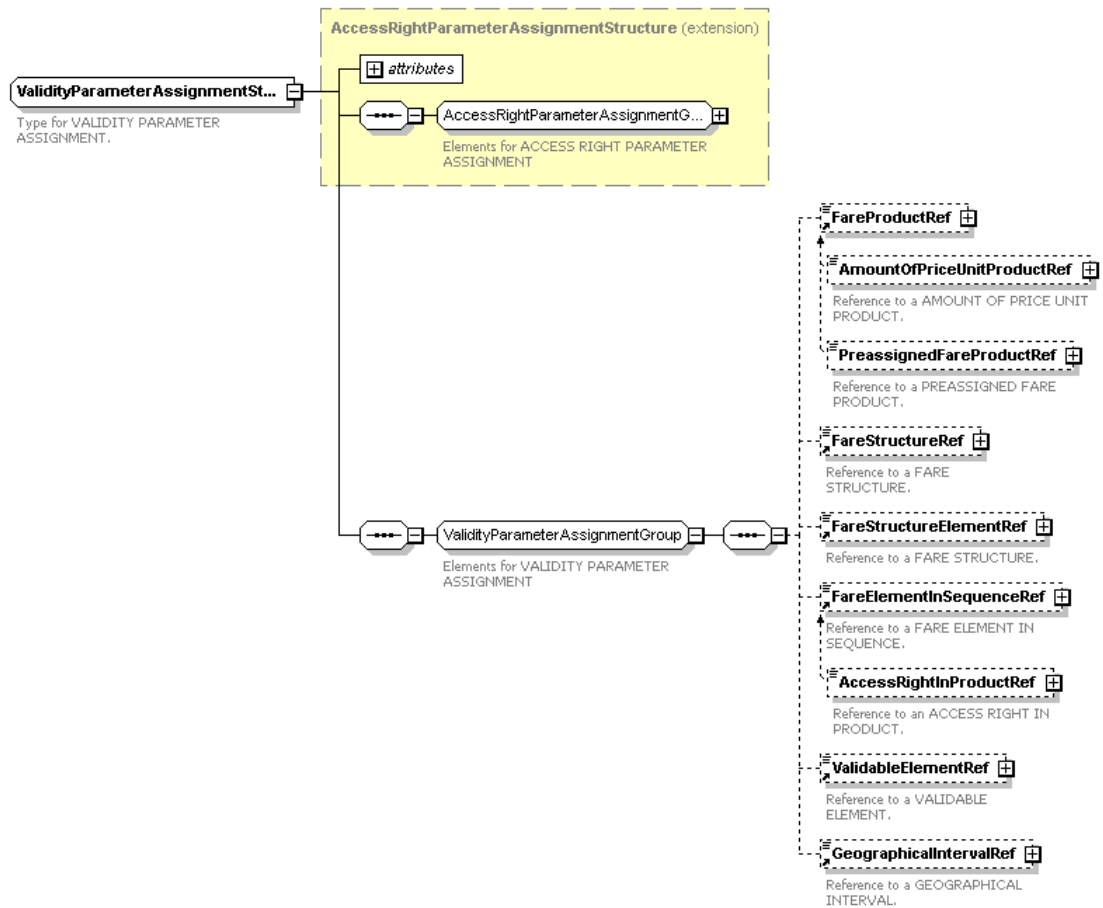 AccessRightParameterAssignmentStructure (extension)
attributes
ValidityParameterAssignmentSt...
Type for VALIDITY PARAMETER
ASSIGNMENT.
AccessRightParameterAssignmentG...
Elements for ACCESS RIGHT PARAMETER
ASSIGNMENT
FareProductRef
AmountOfPriceUnitProductRef
Reference to a AMOUNT OF PRICE UNIT
PRODUCT.
PreassignedFareProductRef
Reference to a PREASSIGNED FARE
PRODUCT.
FareStructureRef
Reference to a FARE
STRUCTURE.
ValidityParameterAssignmentGroup
Elements for VALIDITY PARAMETER
ASSIGNMENT
FareStructureElementRef
Reference to a FARE STRUCTURE.
FareElementInSequenceRef
Reference to a FARE ELEMENT IN
SEQUENCE.
AccessRightInProductRef
Reference to an ACCESS RIGHT IN
PRODUCT.
ValidableElementRef
Reference to a VALIDABLE
ELEMENT.
GeographicalIntervalRef
Reference to a GEOGRAPHICAL
INTERVAL.